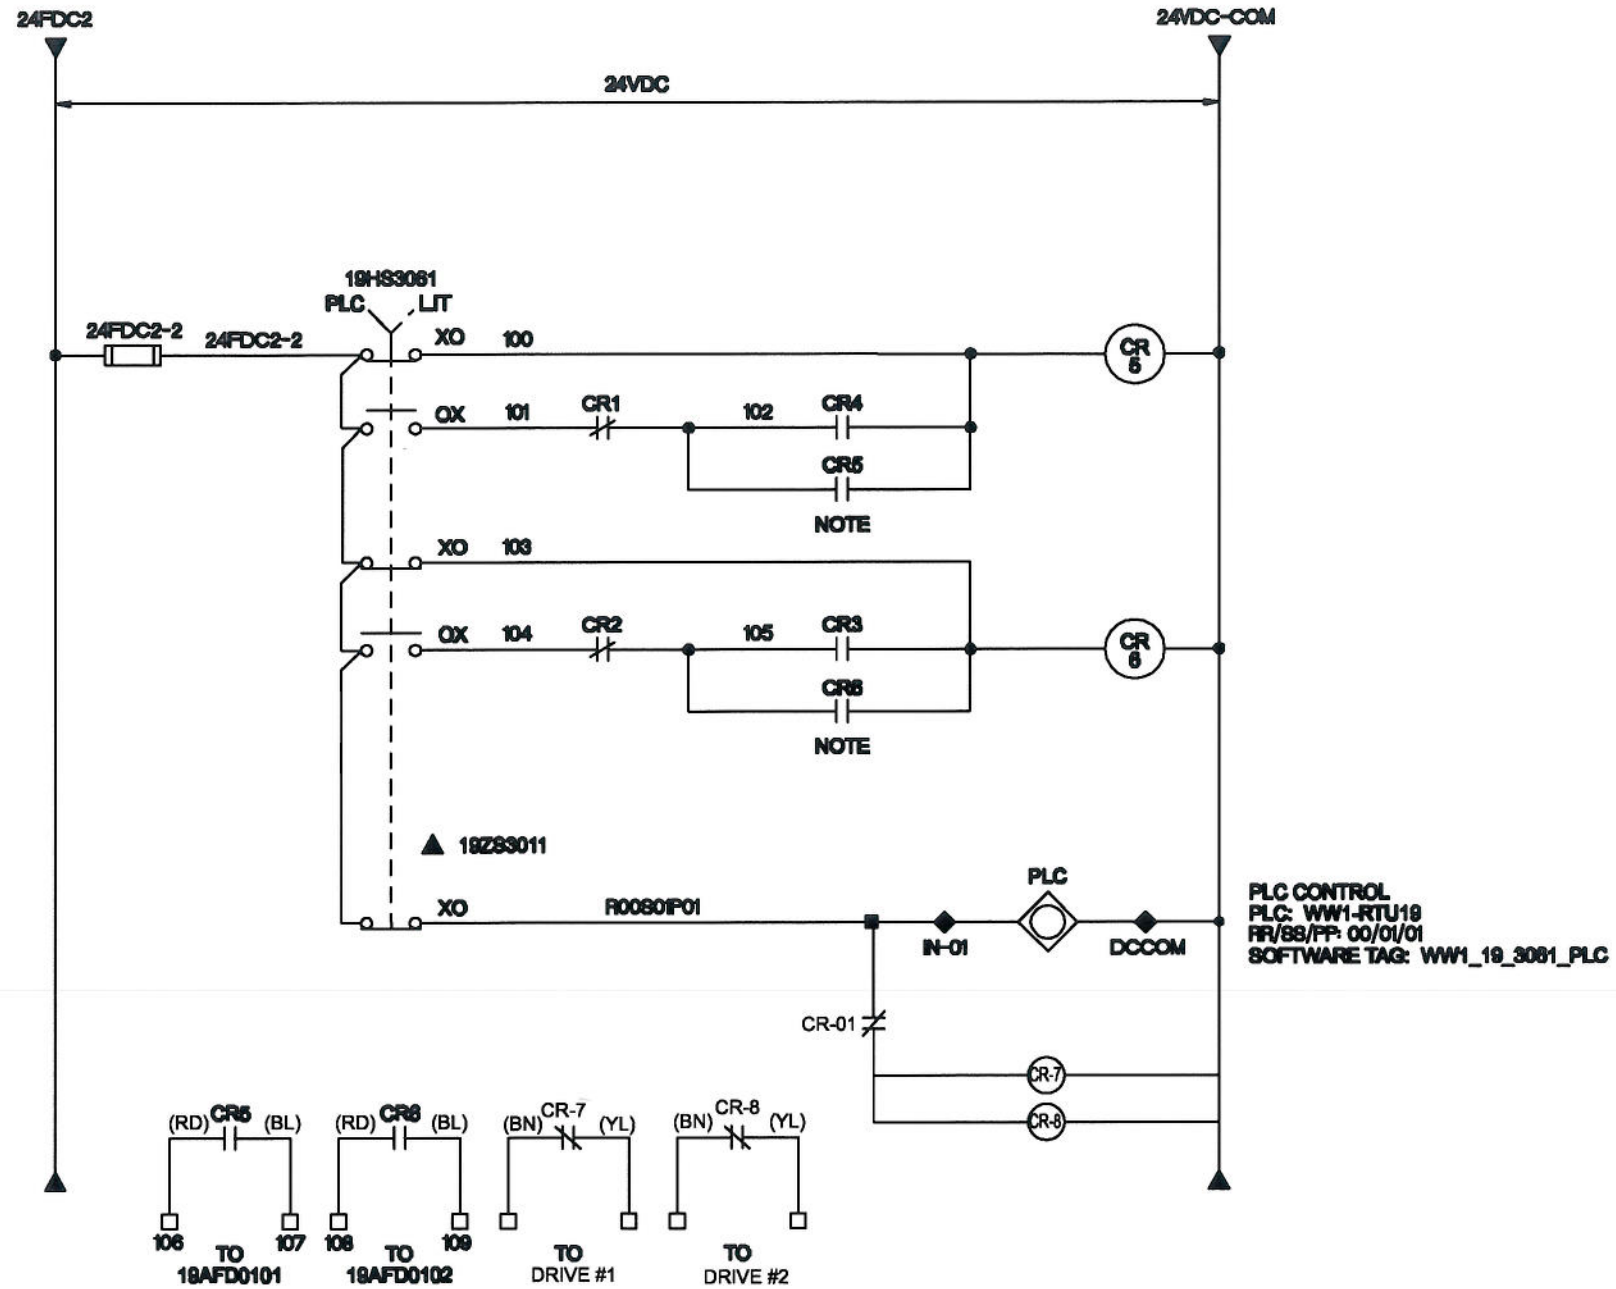 24FDC2
24VDC-COM
24VDC
19HS3081
PLC LIT
24FDC2-2
24FDC2-2
XO 100
CR
5
OX 101 CR1 102 CR4
CR5
NOTE
XO 103
OX 104 CR2 105 CR3
CR
6
CR6
NOTE
19ZS3011
XO R00S01P01
PLC
IN-01
DCCOM
PLC CONTROL
PLC: WW1-RTU19
RR/SS/PP: 00/01/01
SOFTWARE TAG: WW1_19_3081_PLC
CR-01
CR-7
CR-8
(RD) CR5 (BL)
106 107
TO
19AFD0101
(RD) CR6 (BL)
108 109
TO
19AFD0102
(BN) CR-7 (YL)
TO
DRIVE #1
(BN) CR-8 (YL)
TO
DRIVE #2